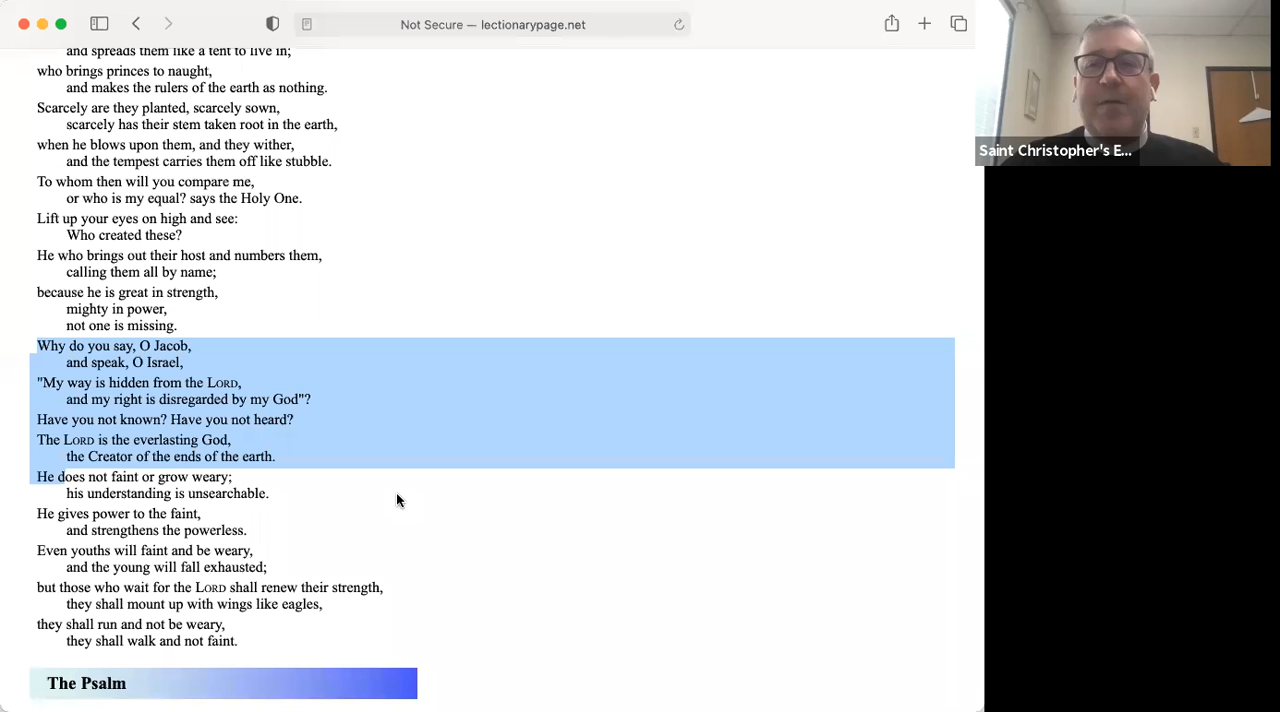 Not Secure — lectionarypage.net
and spreads them like a tent to live in;
who brings princes to naught,
and makes the rulers of the earth as nothing.
Scarcely are they planted, scarcely sown,
scarcely has their stem taken root in the earth,
when he blows upon them, and they wither,
and the tempest carries them off like stubble.
To whom then will you compare me,
or who is my equal? says the Holy One.
Lift up your eyes on high and see:
Who created these?
He who brings out their host and numbers them,
calling them all by name;
because he is great in strength,
mighty in power,
not one is missing.
Why do you say, O Jacob,
and speak, O Israel,
"My way is hidden from the LORD,
and my right is disregarded by my God"?
Have you not known? Have you not heard?
The LORD is the everlasting God,
the Creator of the ends of the earth.
He does not faint or grow weary;
his understanding is unsearchable.
He gives power to the faint,
and strengthens the powerless.
Even youths will faint and be weary,
and the young will fall exhausted;
but those who wait for the LORD shall renew their strength,
they shall mount up with wings like eagles,
they shall run and not be weary,
they shall walk and not faint.
The Psalm
Saint Christopher's E...